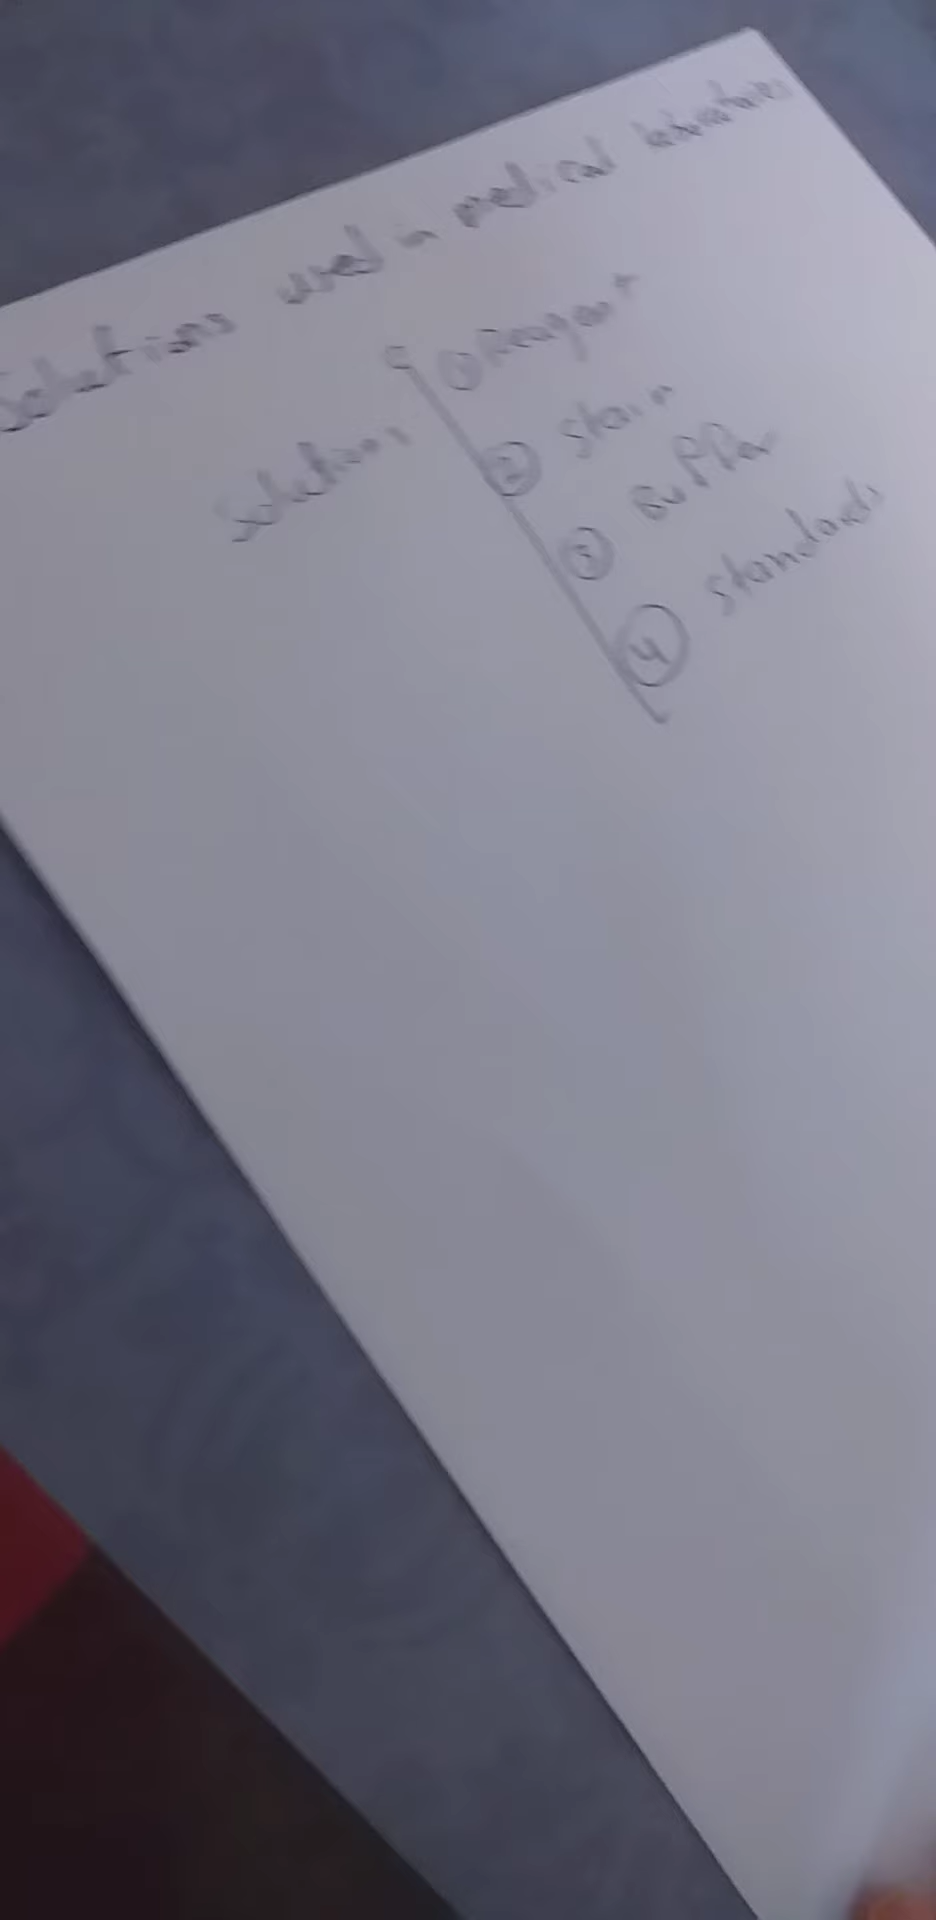 Solutions used in medical laboratories
Solutions
① Reagent
② Stain
③ Buffer
④ Standards